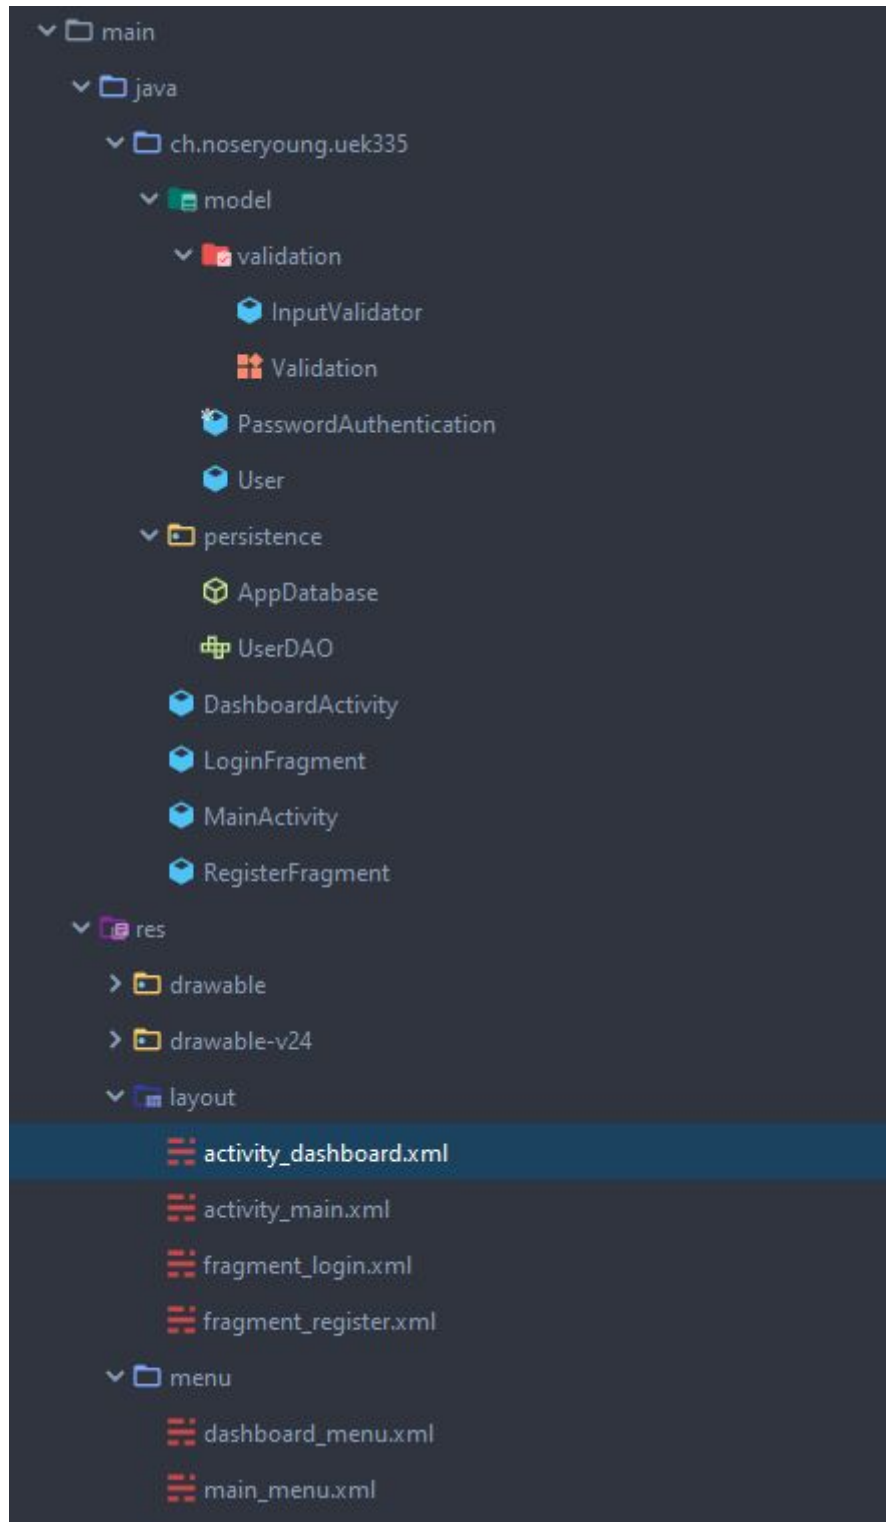 main
java
ch.noseryoung.uek335
model
validation
InputValidator
Validation
PasswordAuthentication
User
persistence
AppDatabase
UserDAO
DashboardActivity
LoginFragment
MainActivity
RegisterFragment
res
drawable
drawable-v24
layout
activity_dashboard.xml
activity_main.xml
fragment_login.xml
fragment_register.xml
menu
dashboard_menu.xml
main_menu.xml